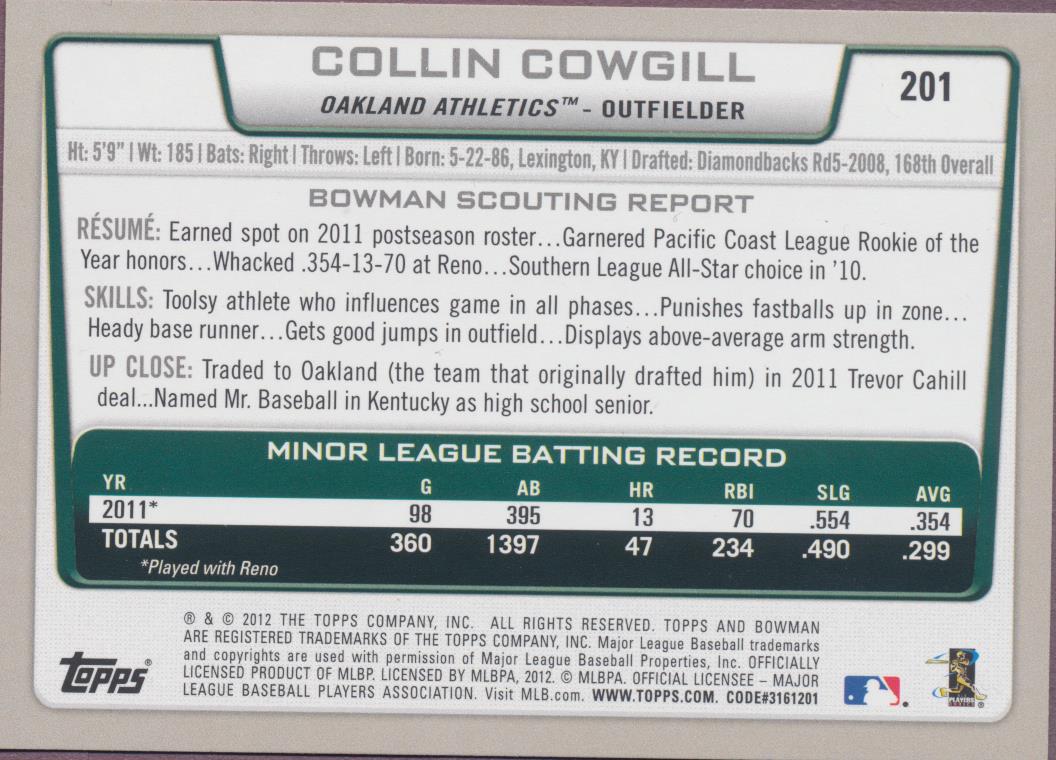 COLLIN COWGILL
OAKLAND ATHLETICS™ - OUTFIELDER
201
Ht: 5'9" | Wt: 185 | Bats: Right | Throws: Left | Born: 5-22-86, Lexington, KY | Drafted: Diamondbacks Rd5-2008, 168th Overall
BOWMAN SCOUTING REPORT
RÉSUMÉ: Earned spot on 2011 postseason roster...Garnered Pacific Coast League Rookie of the
Year honors...Whacked .354-13-70 at Reno...Southern League All-Star choice in '10.
SKILLS: Toolsy athlete who influences game in all phases...Punishes fastballs up in zone...
Heady base runner...Gets good jumps in outfield...Displays above-average arm strength.
UP CLOSE: Traded to Oakland (the team that originally drafted him) in 2011 Trevor Cahill
deal...Named Mr. Baseball in Kentucky as high school senior.
MINOR LEAGUE BATTING RECORD
YR G AB HR RBI SLG AVG
2011* 98 395 13 70 .554 .354
TOTALS 360 1397 47 234 .490 .299
*Played with Reno
® & © 2012 THE TOPPS COMPANY, INC. ALL RIGHTS RESERVED. TOPPS AND BOWMAN
ARE REGISTERED TRADEMARKS OF THE TOPPS COMPANY, INC. Major League Baseball trademarks
and copyrights are used with permission of Major League Baseball Properties, Inc. OFFICIALLY
LICENSED PRODUCT OF MLBP. LICENSED BY MLBPA, 2012. © MLBPA. OFFICIAL LICENSEE – MAJOR
LEAGUE BASEBALL PLAYERS ASSOCIATION. Visit MLB.com. WWW.TOPPS.COM. CODE#3161201
topps®
PLAYERS
CHOICE ®